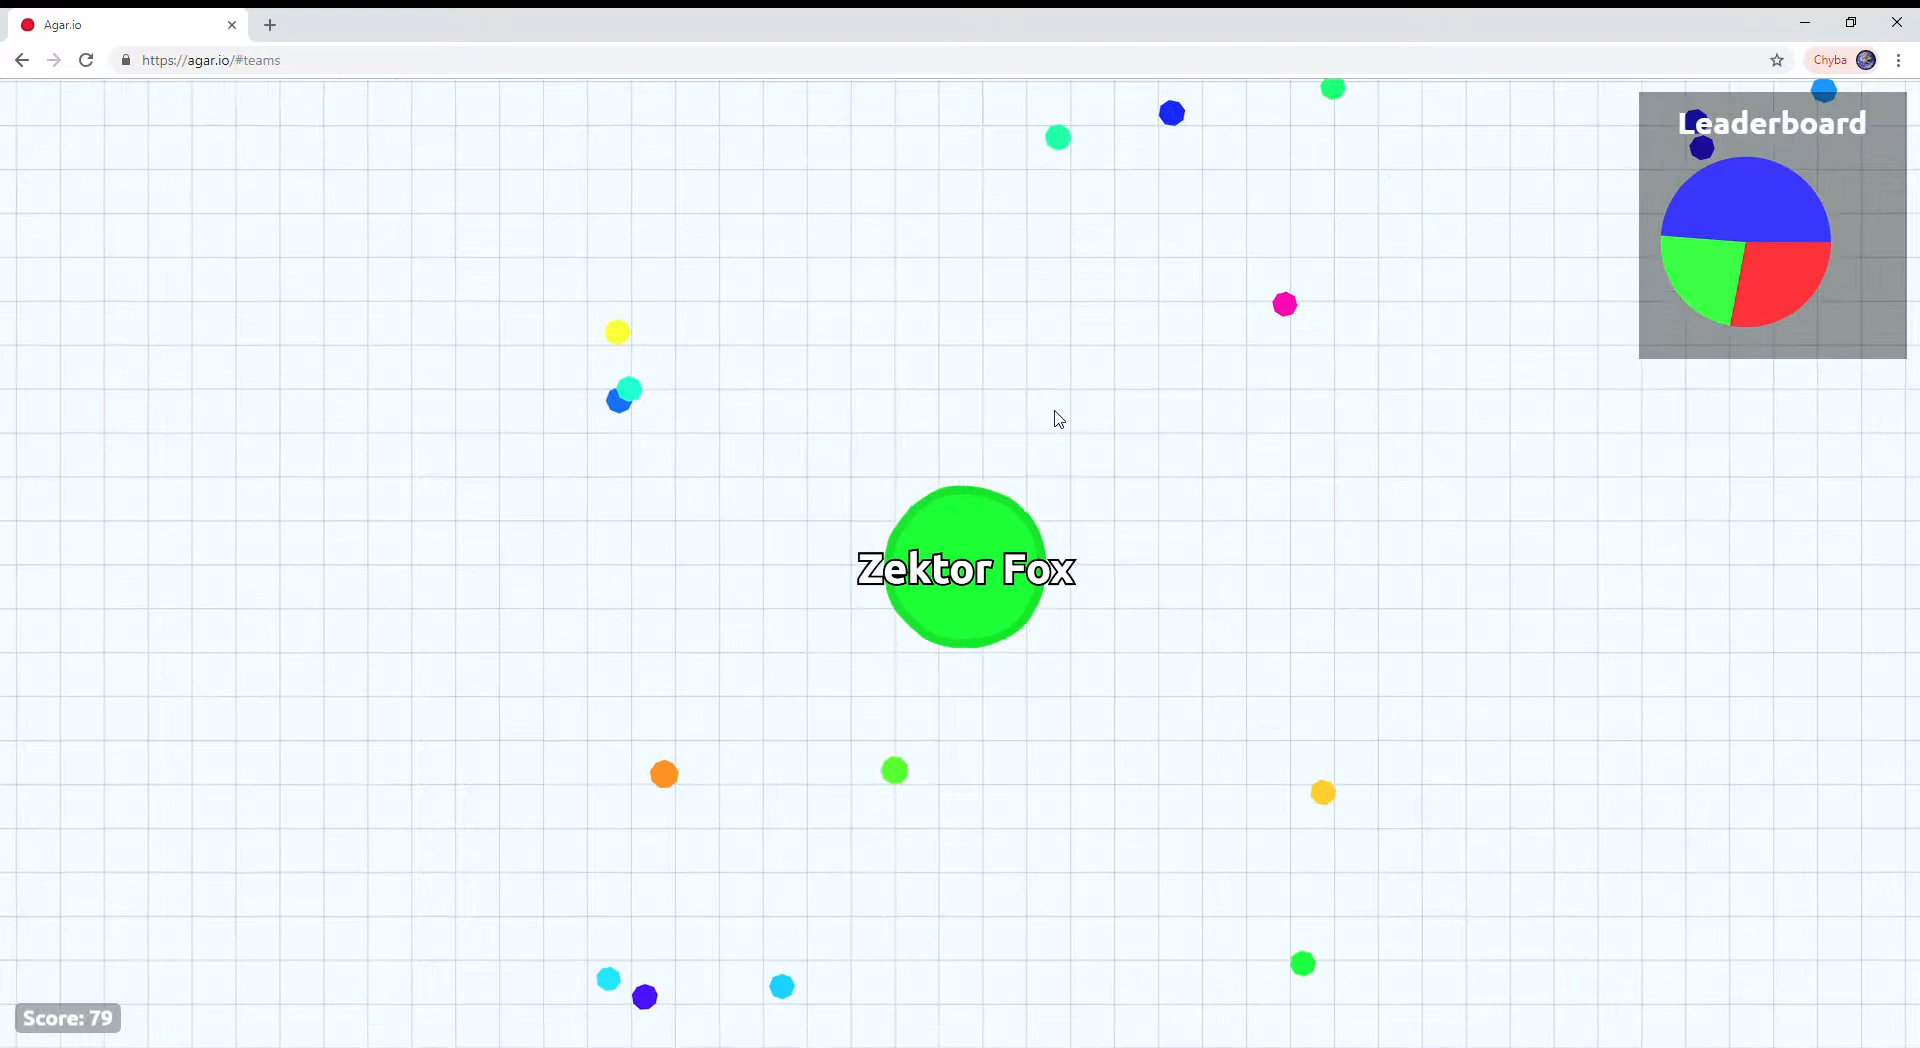 Agar.io
https://agar.io/#teams
Chyba
Leaderboard
Zektor Fox
Score: 79